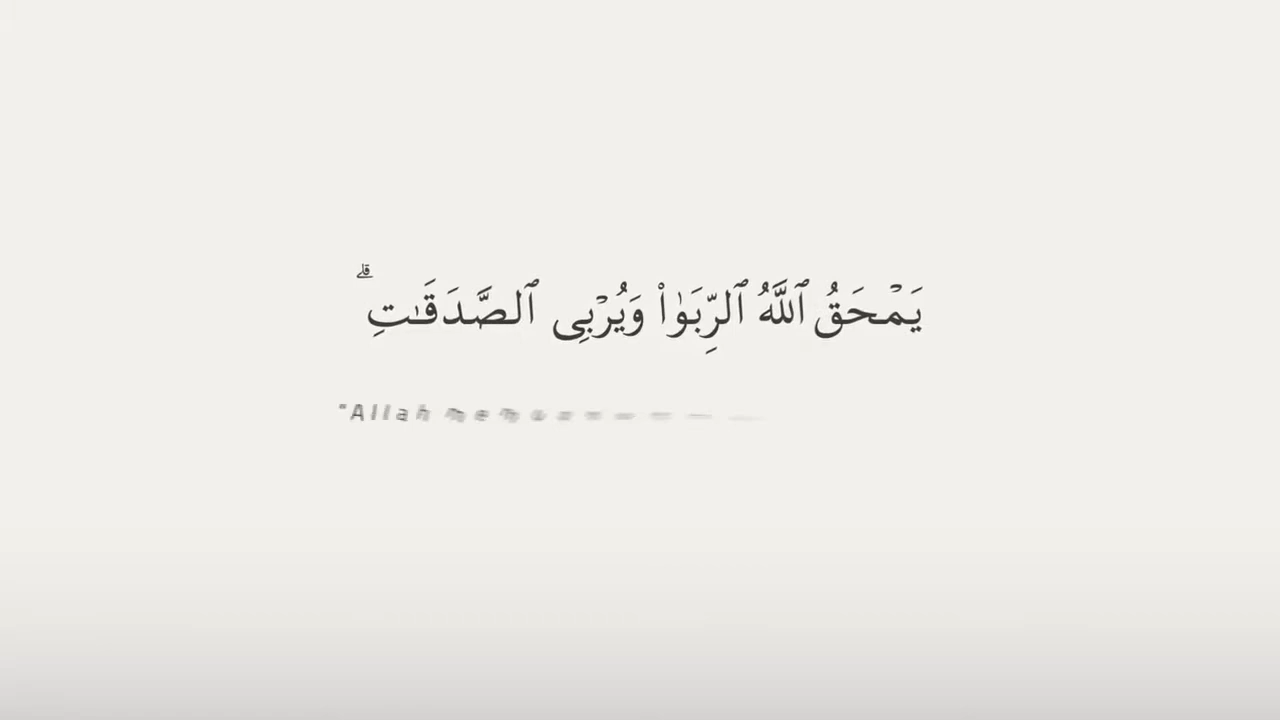 يَمْحَقُ ٱللَّهُ ٱلرِّبَوٰا۟ وَيُرْبِى ٱلصَّدَقَـٰتِ ۗ
"Allah